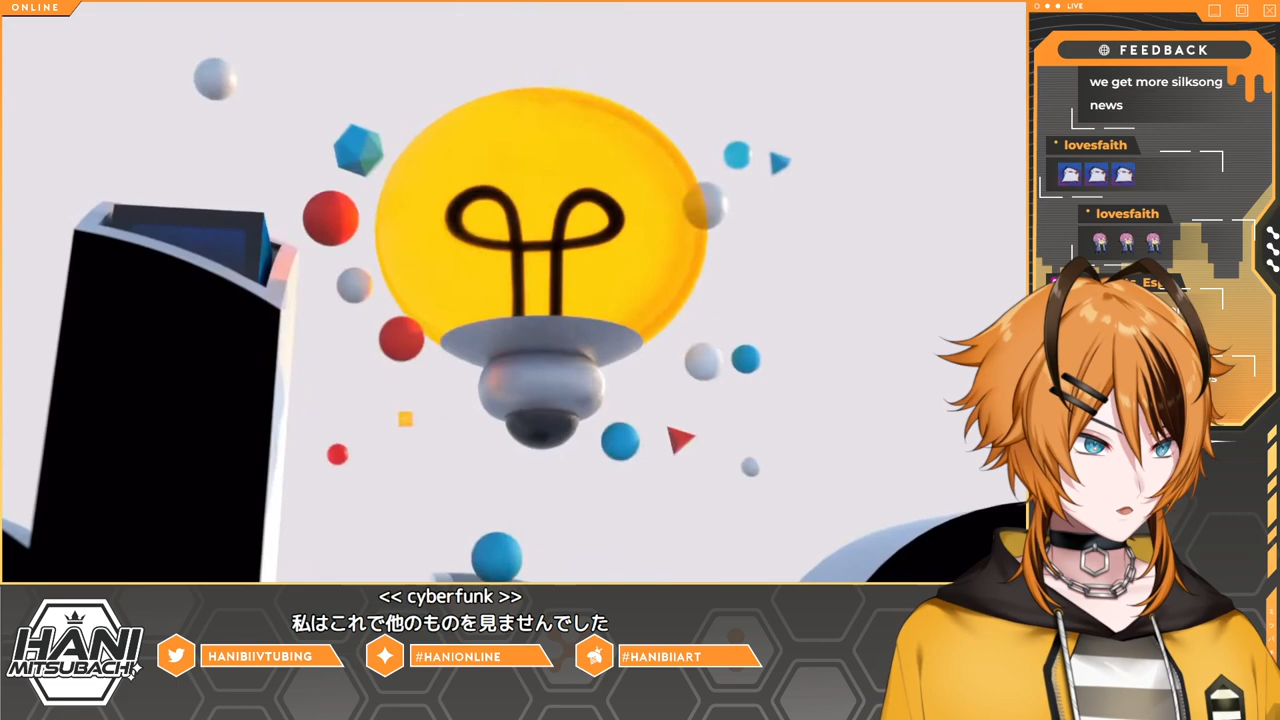 ONLINE
LIVE
FEEDBACK
we get more silksong
news
lovesfaith
lovesfaith
<< cyberfunk >>
私はこれで他のものを見ませんでした
HANI
MITSUBACHI
HANIBIIVTUBING
#HANIONLINE
#HANIBIIART